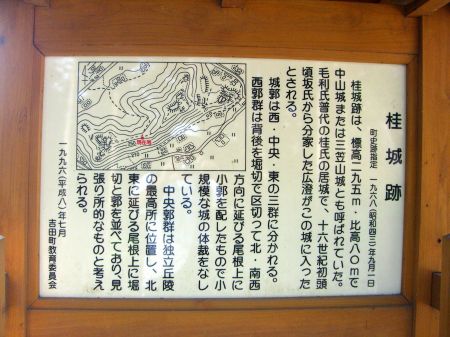 桂城跡
町史跡指定 一九六八(昭和四三)年九月一日
桂城跡は、標高二九五m・比高八〇mで
中山城または三笠山城とも呼ばれていた。
毛利氏普代の桂氏の居城で、十六世紀初頭
頃坂氏から分家した広澄がこの城に入った
とされる。
城郭は西・中央・東の三群に分かれる。
西郭群は背後を堀切で区切って北・南西
方向に延びる尾根上に
小郭を配したもので小
規模な城の体裁をなし
ている。
中央郭群は独立丘陵
の最高所に位置し、北
東に延びる尾根上に堀
切と郭を並べており、見
張り所的なものと考え
られる。
一九九六(平成八)年七月
吉田町教育委員会
現在地